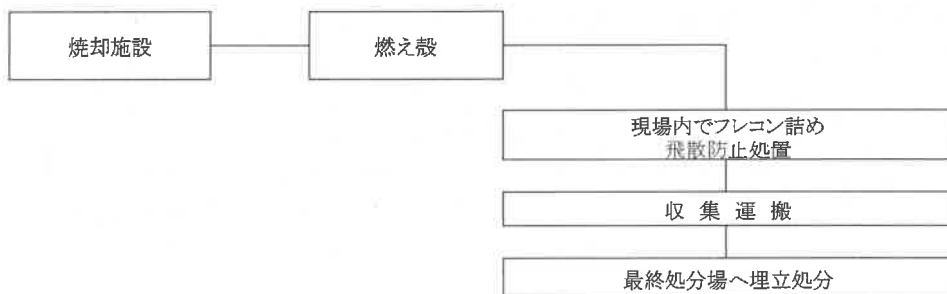 焼却施設
燃え殻
現場内でフレコン詰め
飛散防止処置
収 集 運 搬
最終処分場へ埋立処分